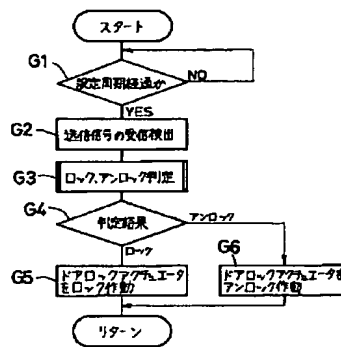 スタート
G1
設定周期経過か
NO
YES
G2
送信信号の受信検出
G3
ロック、アンロック判定
G4
判定結果
アンロック
ロック
G5
ドアロックアクチュエータ
をロック作動
G6
ドアロックアクチュエータを
アンロック作動
リターン